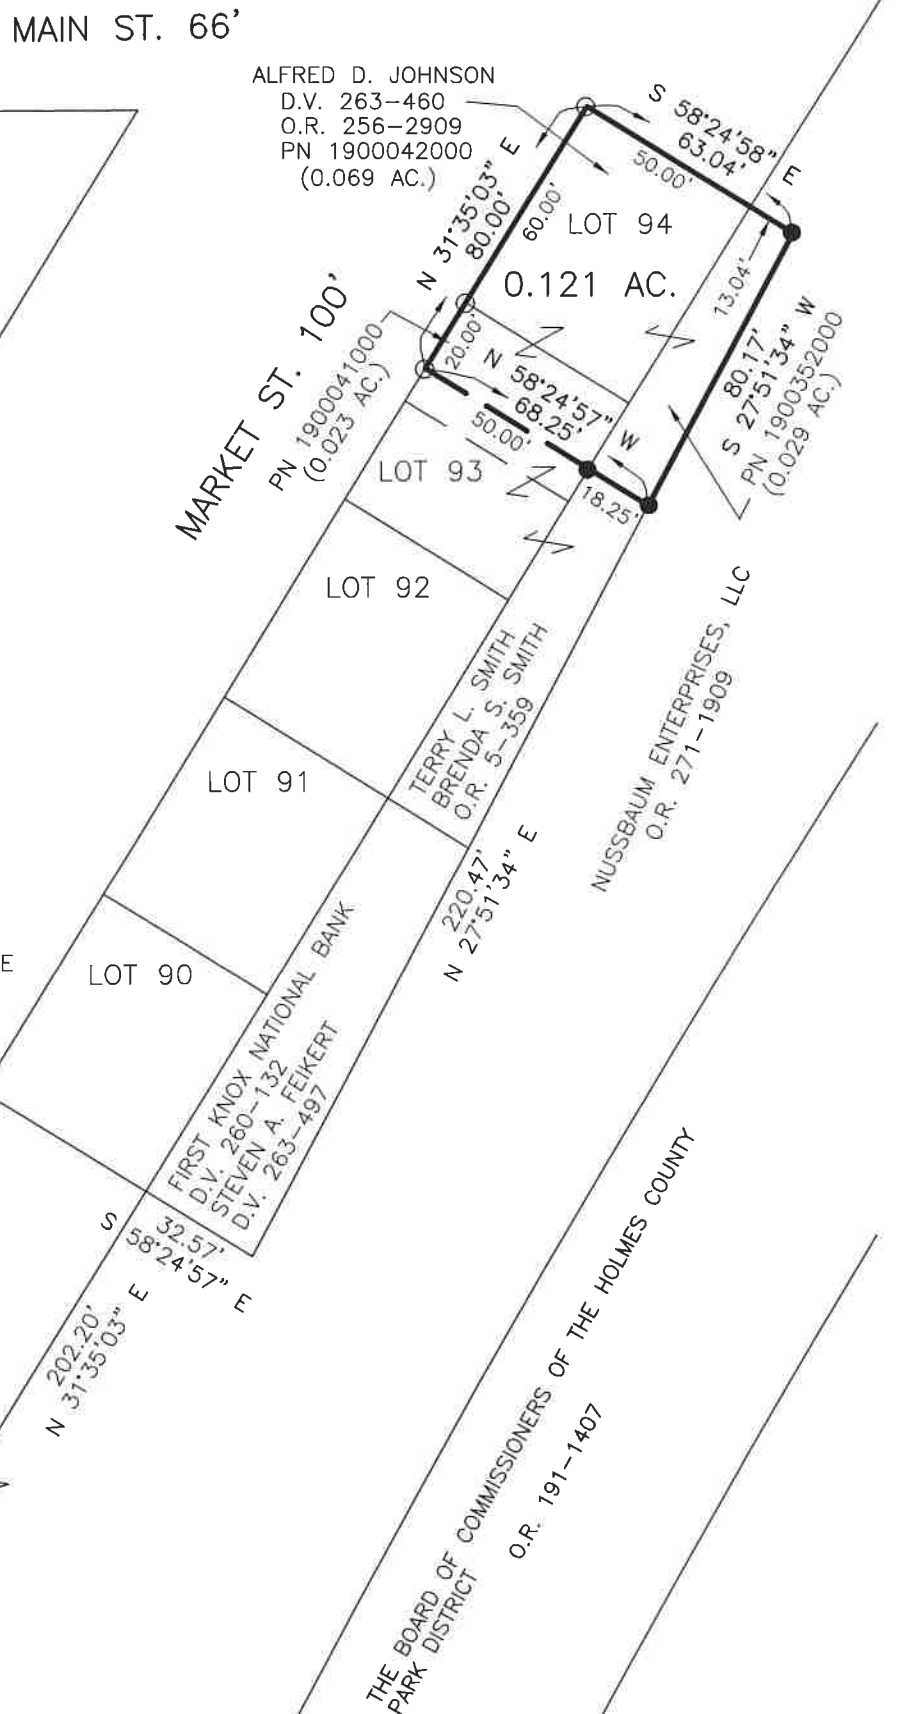 MAIN ST. 66'
ALFRED D. JOHNSON
D.V. 263-460
O.R. 256-2909
PN 1900042000
(0.069 AC.)
S 58°24'58" E
63.04'
50.00'
N 31°35'03" E
80.00'
60.00'
LOT 94
0.121 AC.
13.04'
80.17'
S 27°51'34" W
PN 1900352000
(0.029 AC.)
MARKET ST. 100'
PN 1900041000
(0.023 AC.)
20.00'
N 58°24'57" W
68.25'
50.00'
18.25'
LOT 93
LOT 92
TERRY L. SMITH
BRENDA S. SMITH
O.R. 5-359
NUSSBAUM ENTERPRISES, LLC
O.R. 271-1909
LOT 91
220.47'
N 27°51'34" E
E
LOT 90
FIRST KNOX NATIONAL BANK
D.V. 260-132
STEVEN A. FEIKERT
D.V. 263-497
32.57'
S 58°24'57" E
202.20'
N 31°35'03" E
THE BOARD OF COMMISSIONERS OF THE HOLMES COUNTY
PARK DISTRICT
O.R. 191-1407